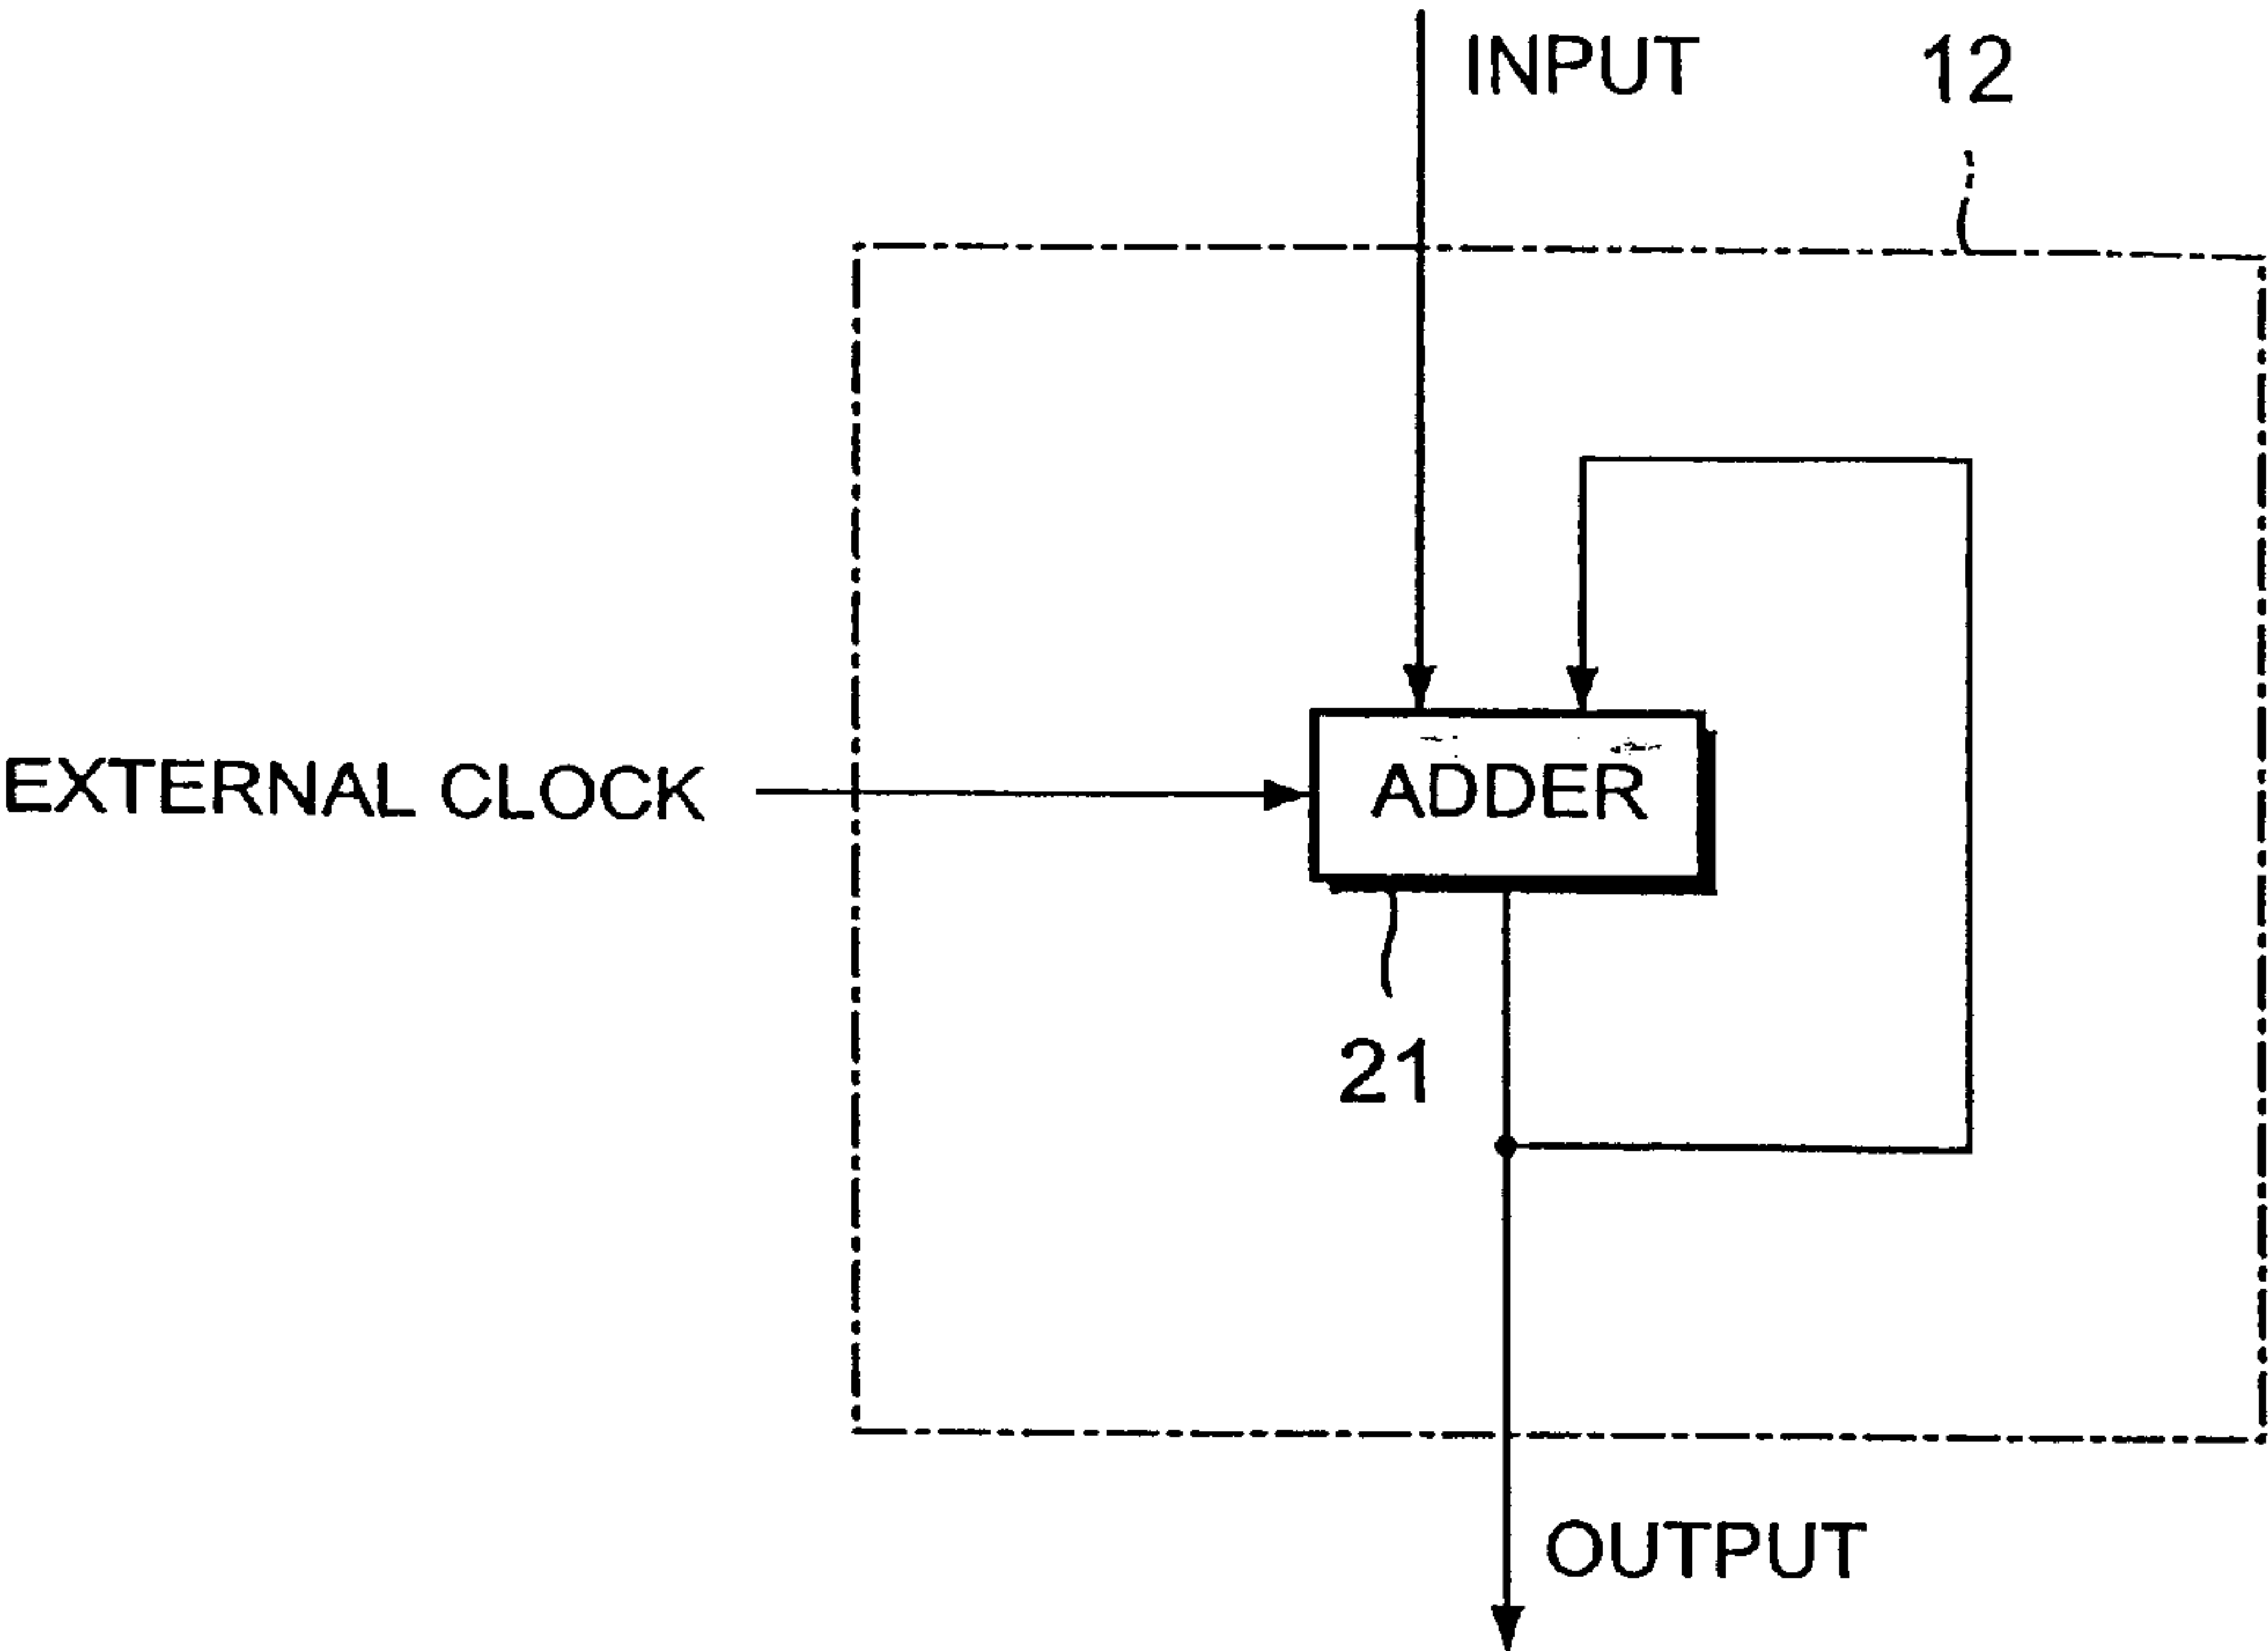 INPUT
12
EXTERNAL CLOCK
ADDER
21
OUTPUT